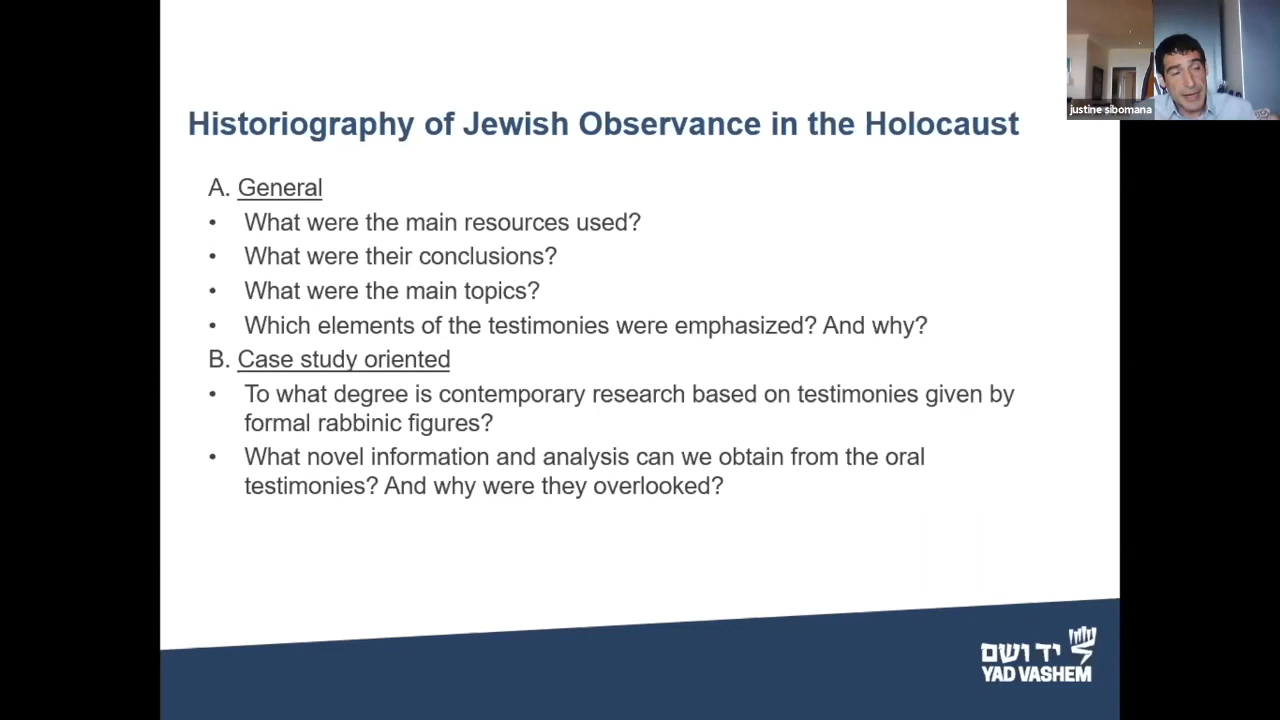 justine sibomana
Historiography of Jewish Observance in the Holocaust
A. General
• What were the main resources used?
• What were their conclusions?
• What were the main topics?
• Which elements of the testimonies were emphasized? And why?
B. Case study oriented
• To what degree is contemporary research based on testimonies given by
formal rabbinic figures?
• What novel information and analysis can we obtain from the oral
testimonies? And why were they overlooked?
יד ושם
YAD VASHEM